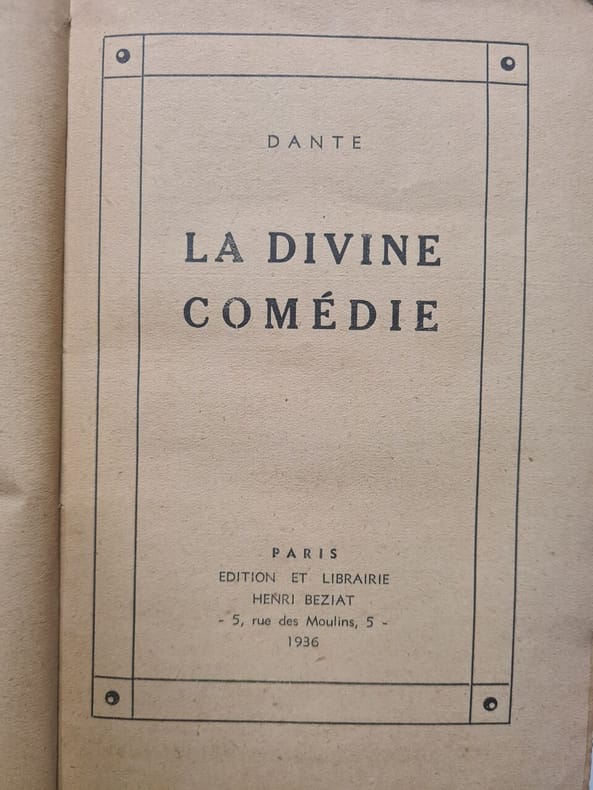 DANTE
LA DIVINE
COMÉDIE
PARIS
EDITION ET LIBRAIRIE
HENRI BEZIAT
- 5, rue des Moulins, 5 -
1936